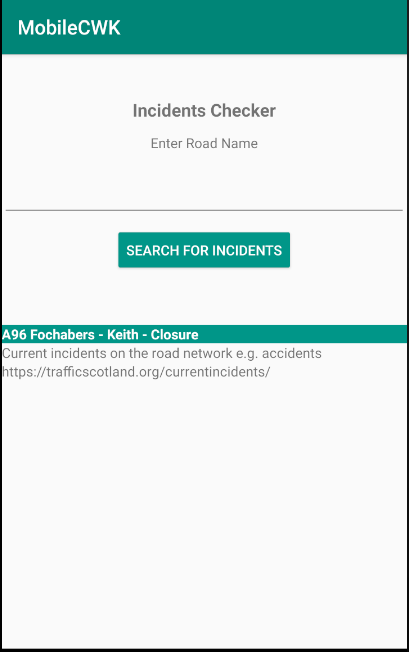 MobileCWK
Incidents Checker
Enter Road Name
SEARCH FOR INCIDENTS
A96 Fochabers - Keith - Closure
Current incidents on the road network e.g. accidents
https://trafficscotland.org/currentincidents/